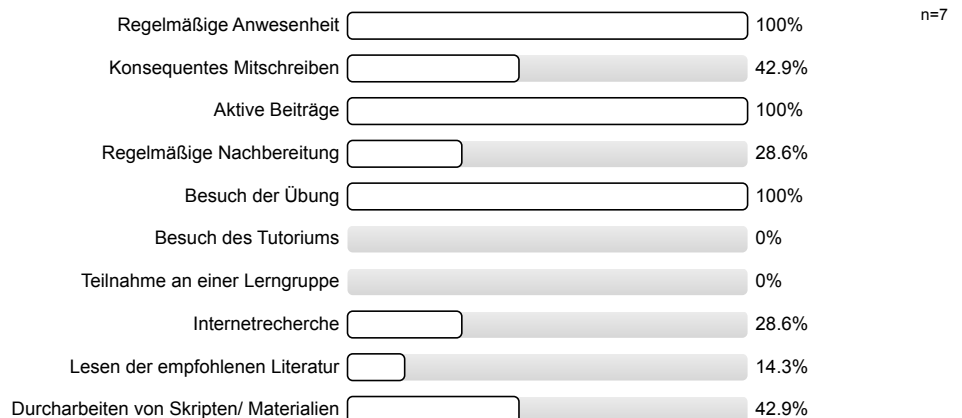 n=7
Regelmäßige Anwesenheit 100%
Konsequentes Mitschreiben 42.9%
Aktive Beiträge 100%
Regelmäßige Nachbereitung 28.6%
Besuch der Übung 100%
Besuch des Tutoriums 0%
Teilnahme an einer Lerngruppe 0%
Internetrecherche 28.6%
Lesen der empfohlenen Literatur 14.3%
Durcharbeiten von Skripten/ Materialien 42.9%